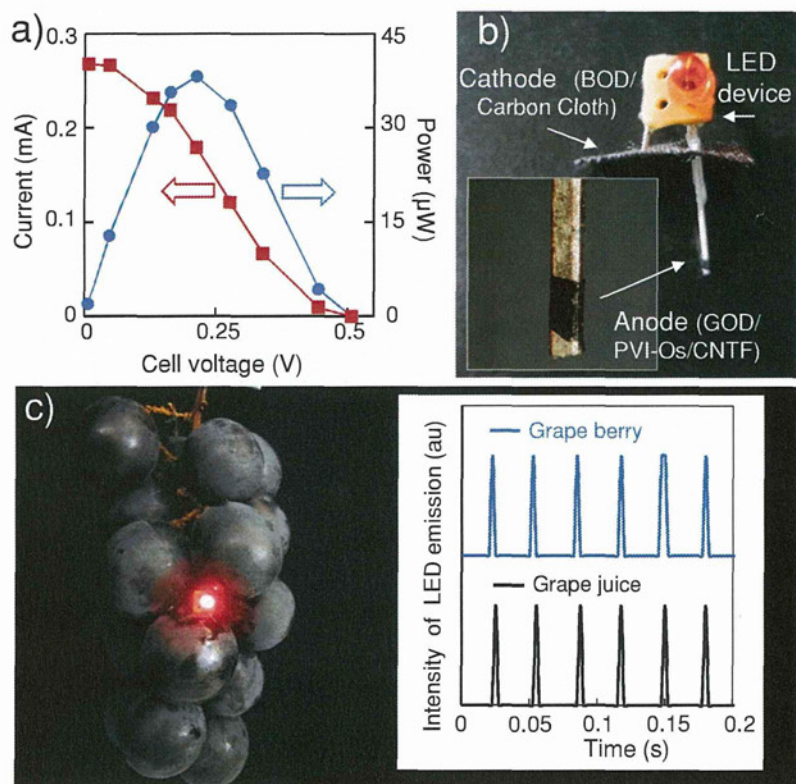 a)
0.3
0.2
0.1
0
Current (mA)
45
30
15
0
Power (µW)
0
0.25
0.5
Cell voltage (V)
b)
Cathode (BOD/
Carbon Cloth)
LED
device
Anode (GOD/
PVI-Os/CNTF)
c)
Grape berry
Grape juice
Intensity of LED emission (au)
0
0.05
0.1
0.15
0.2
Time (s)